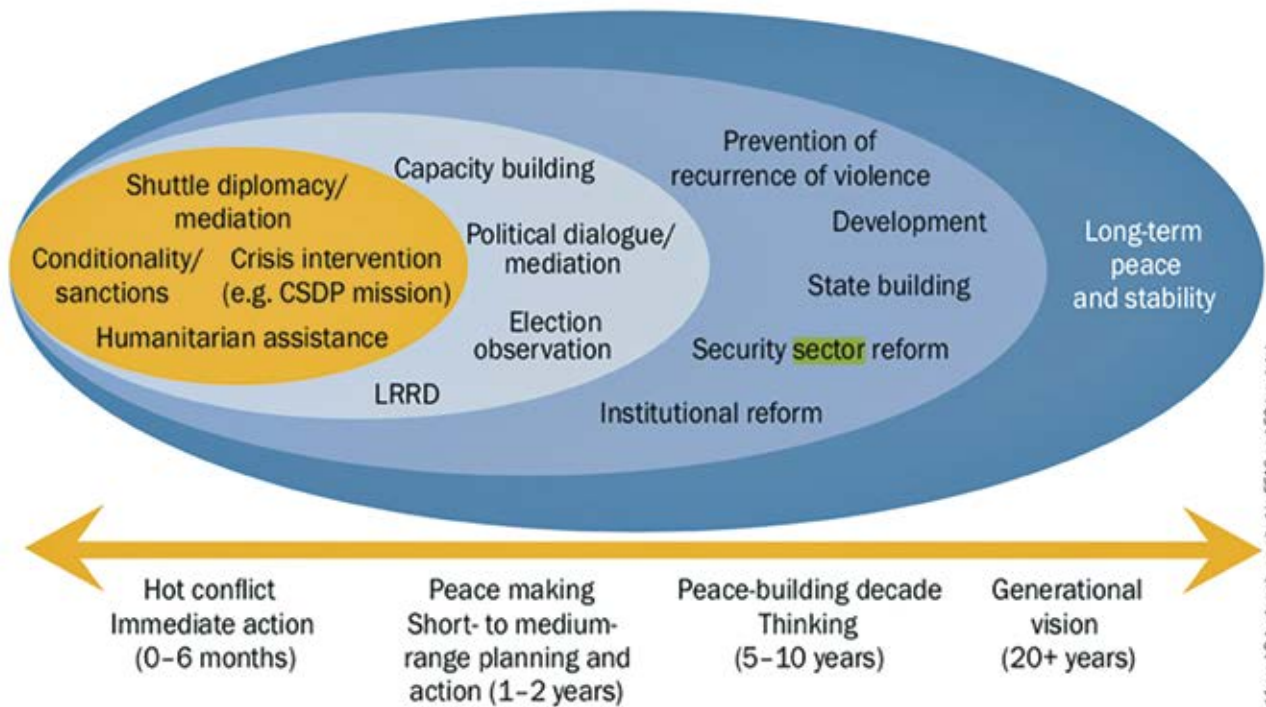 Shuttle diplomacy/
mediation
Conditionality/
sanctions
Crisis intervention
(e.g. CSDP mission)
Humanitarian assistance
Capacity building
Political dialogue/
mediation
Election
observation
LRRD
Prevention of
recurrence of violence
Development
State building
Security sector reform
Institutional reform
Long-term
peace
and stability
Hot conflict
Immediate action
(0–6 months)
Peace making
Short- to medium-
range planning and
action (1–2 years)
Peace-building decade
Thinking
(5–10 years)
Generational
vision
(20+ years)